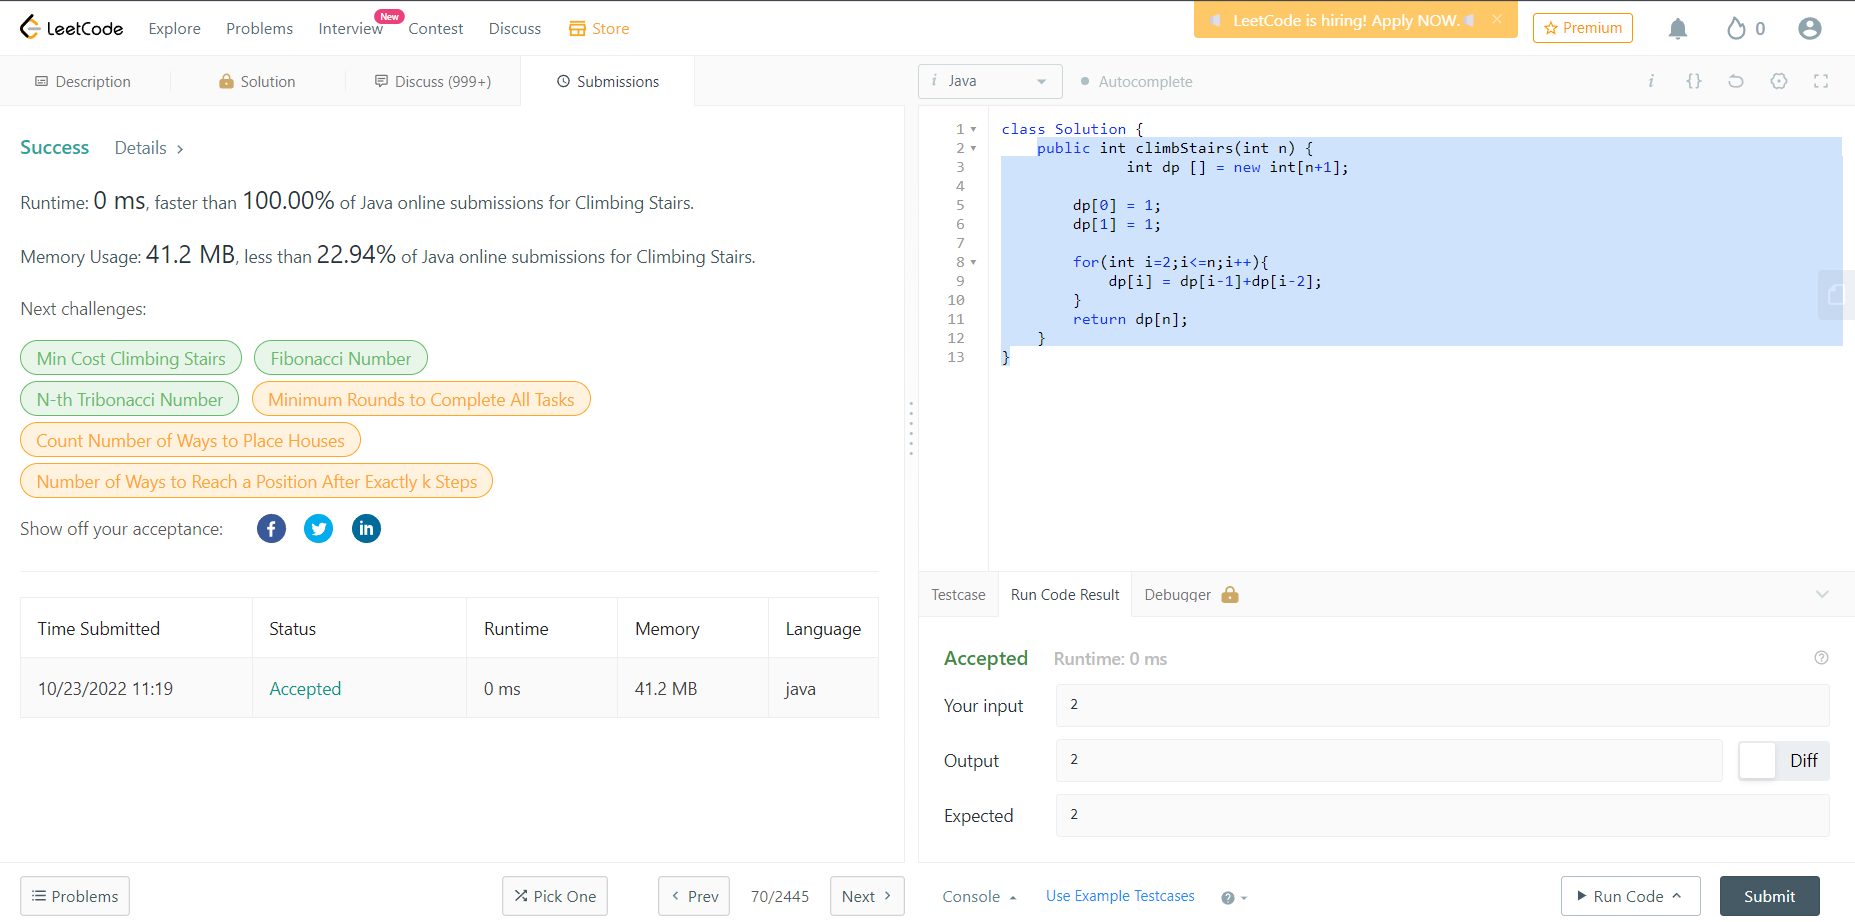 LeetCode Explore Problems Interview New Contest Discuss Store LeetCode is hiring! Apply NOW. × Premium 0
Description Solution Discuss (999+) Submissions
i Java Autocomplete i {}
Success Details >
Runtime: 0 ms, faster than 100.00% of Java online submissions for Climbing Stairs.
Memory Usage: 41.2 MB, less than 22.94% of Java online submissions for Climbing Stairs.
Next challenges:
Min Cost Climbing Stairs Fibonacci Number
N-th Tribonacci Number Minimum Rounds to Complete All Tasks
Count Number of Ways to Place Houses
Number of Ways to Reach a Position After Exactly k Steps
Show off your acceptance: f in
Time Submitted Status Runtime Memory Language
10/23/2022 11:19 Accepted 0 ms 41.2 MB java
Problems Pick One < Prev 70/2445 Next >
1 class Solution {
2 public int climbStairs(int n) {
3 int dp [] = new int[n+1];
4
5 dp[0] = 1;
6 dp[1] = 1;
7
8 for(int i=2;i<=n;i++){
9 dp[i] = dp[i-1]+dp[i-2];
10 }
11 return dp[n];
12 }
13 }
Testcase Run Code Result Debugger
Accepted Runtime: 0 ms ?
Your input 2
Output 2 Diff
Expected 2
Console Use Example Testcases ? Run Code Submit